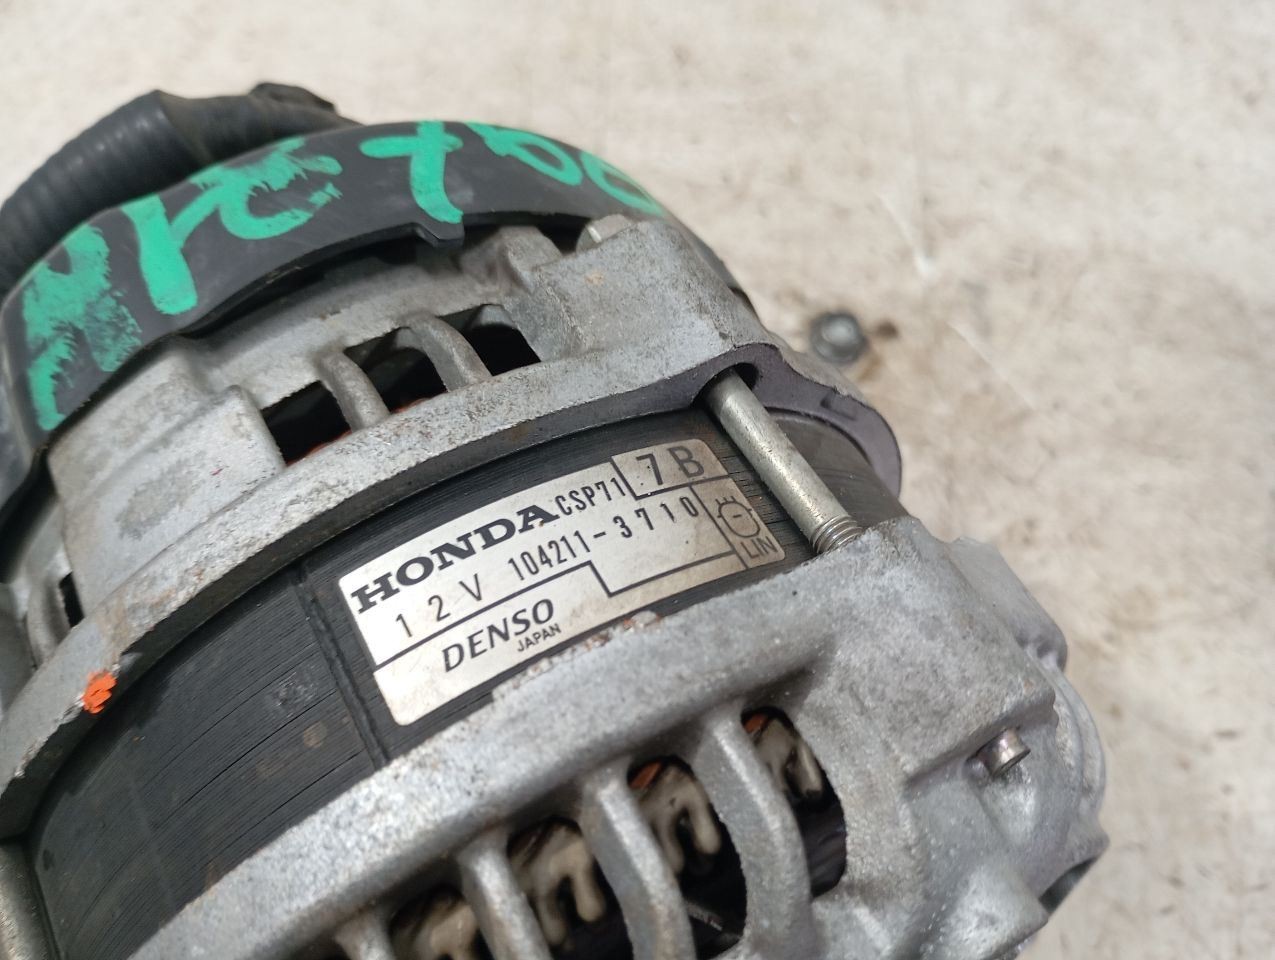 HONDA CSP71 7B
12V 104211-3710
DENSO
JAPAN
LIN